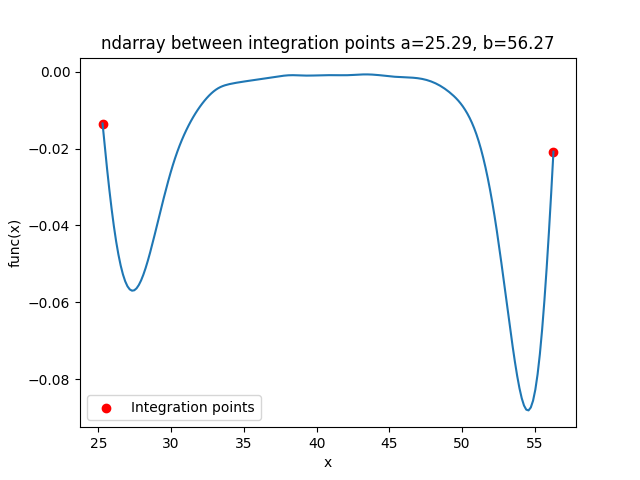 ndarray between integration points a=25.29, b=56.27
0.00
−0.02
−0.04
−0.06
−0.08
func(x)
Integration points
25 30 35 40 45 50 55
x